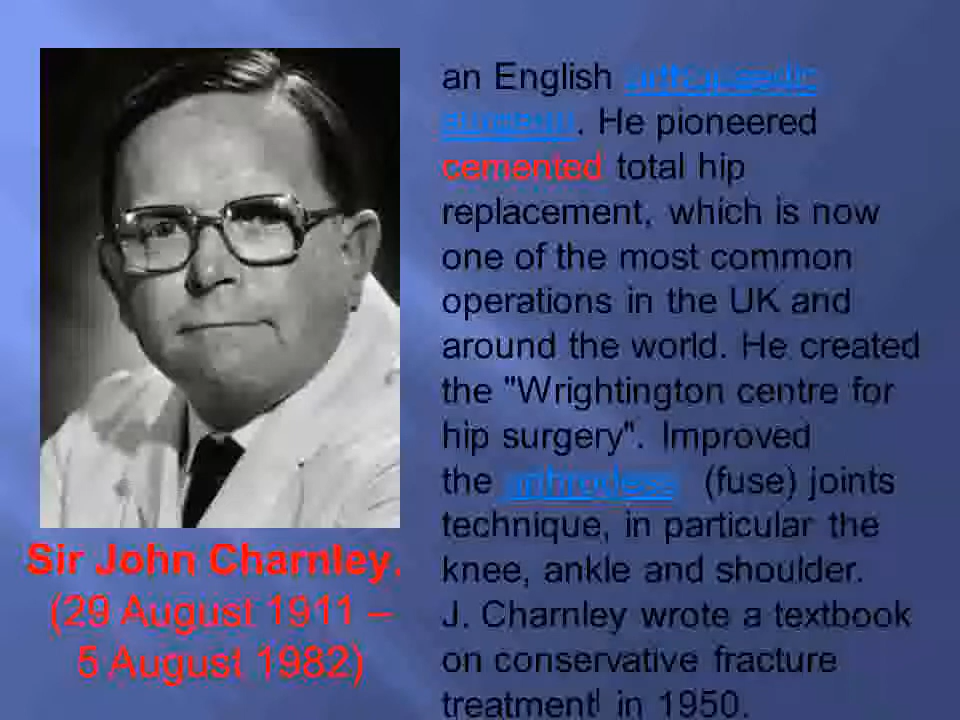 Sir John Charnley,
(29 August 1911 –
5 August 1982)
an English orthopaedic
surgeon. He pioneered
cemented total hip
replacement, which is now
one of the most common
operations in the UK and
around the world. He created
the "Wrightington centre for
hip surgery". Improved
the arthrodess (fuse) joints
technique, in particular the
knee, ankle and shoulder.
J. Charnley wrote a textbook
on conservative fracture
treatment in 1950.